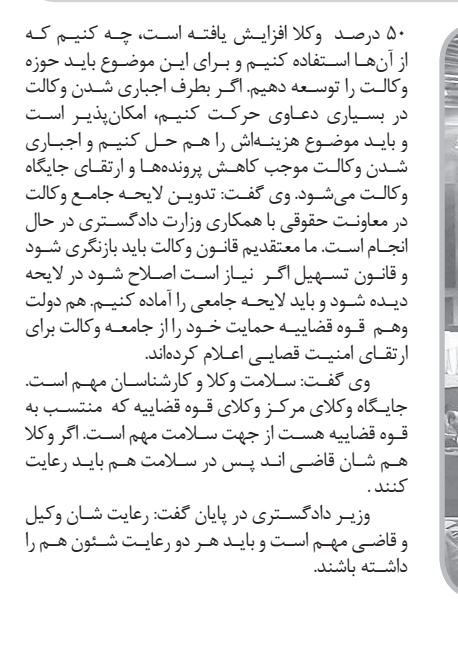 ۵۰ درصد وکلا افزایش یافته است، چه کنیم که
از آن‌ها استفاده کنیم و برای این موضوع باید حوزه
وکالت را توسعه دهیم. اگر بطرف اجباری شدن وکالت
در بسیاری دعاوی حرکت کنیم، امکان‌پذیر است
و باید موضوع هزینه‌اش را هم حل کنیم و اجباری
شدن وکالت موجب کاهش پرونده‌ها و ارتقای جایگاه
وکالت می‌شود. وی گفت: تدوین لایحه جامع وکالت
در معاونت حقوقی با همکاری وزارت دادگستری در حال
انجام است. ما معتقدیم قانون وکالت باید بازنگری شود
و قانون تسهیل اگر نیاز است اصلاح شود در لایحه
دیده شود و باید لایحه جامعی را آماده کنیم. هم دولت
وهم قوه قضاییه حمایت خود را از جامعه وکالت برای
ارتقای امنیت قصایی اعلام کرده‌اند.
وی گفت: سلامت وکلا و کارشناسان مهم است.
جایگاه وکلای مرکز وکلای قوه قضاییه که منتسب به
قوه قضاییه هست از جهت سلامت مهم است. اگر وکلا
هم شان قاضی اند پس در سلامت هم باید رعایت
کنند .
وزیر دادگستری در پایان گفت: رعایت شان وکیل
و قاضی مهم است و باید هر دو رعایت شئون هم را
داشته باشند.